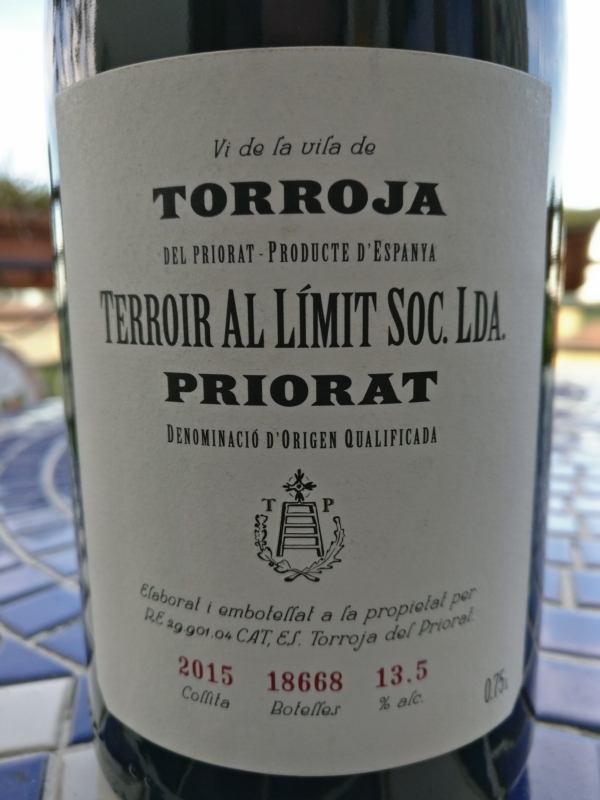 Vi de la vila de
TORROJA
DEL PRIORAT - PRODUCTE D'ESPANYA
TERROIR AL LÍMIT SOC. LDA.
PRIORAT
DENOMINACIÓ D'ORIGEN QUALIFICADA
T P
Elaborat i embotellat a la propietat per
RE 29.901.04 CAT, ES. Torroja del Priorat.
2015 18668 13.5
Collita Botelles % alc.
0.75L